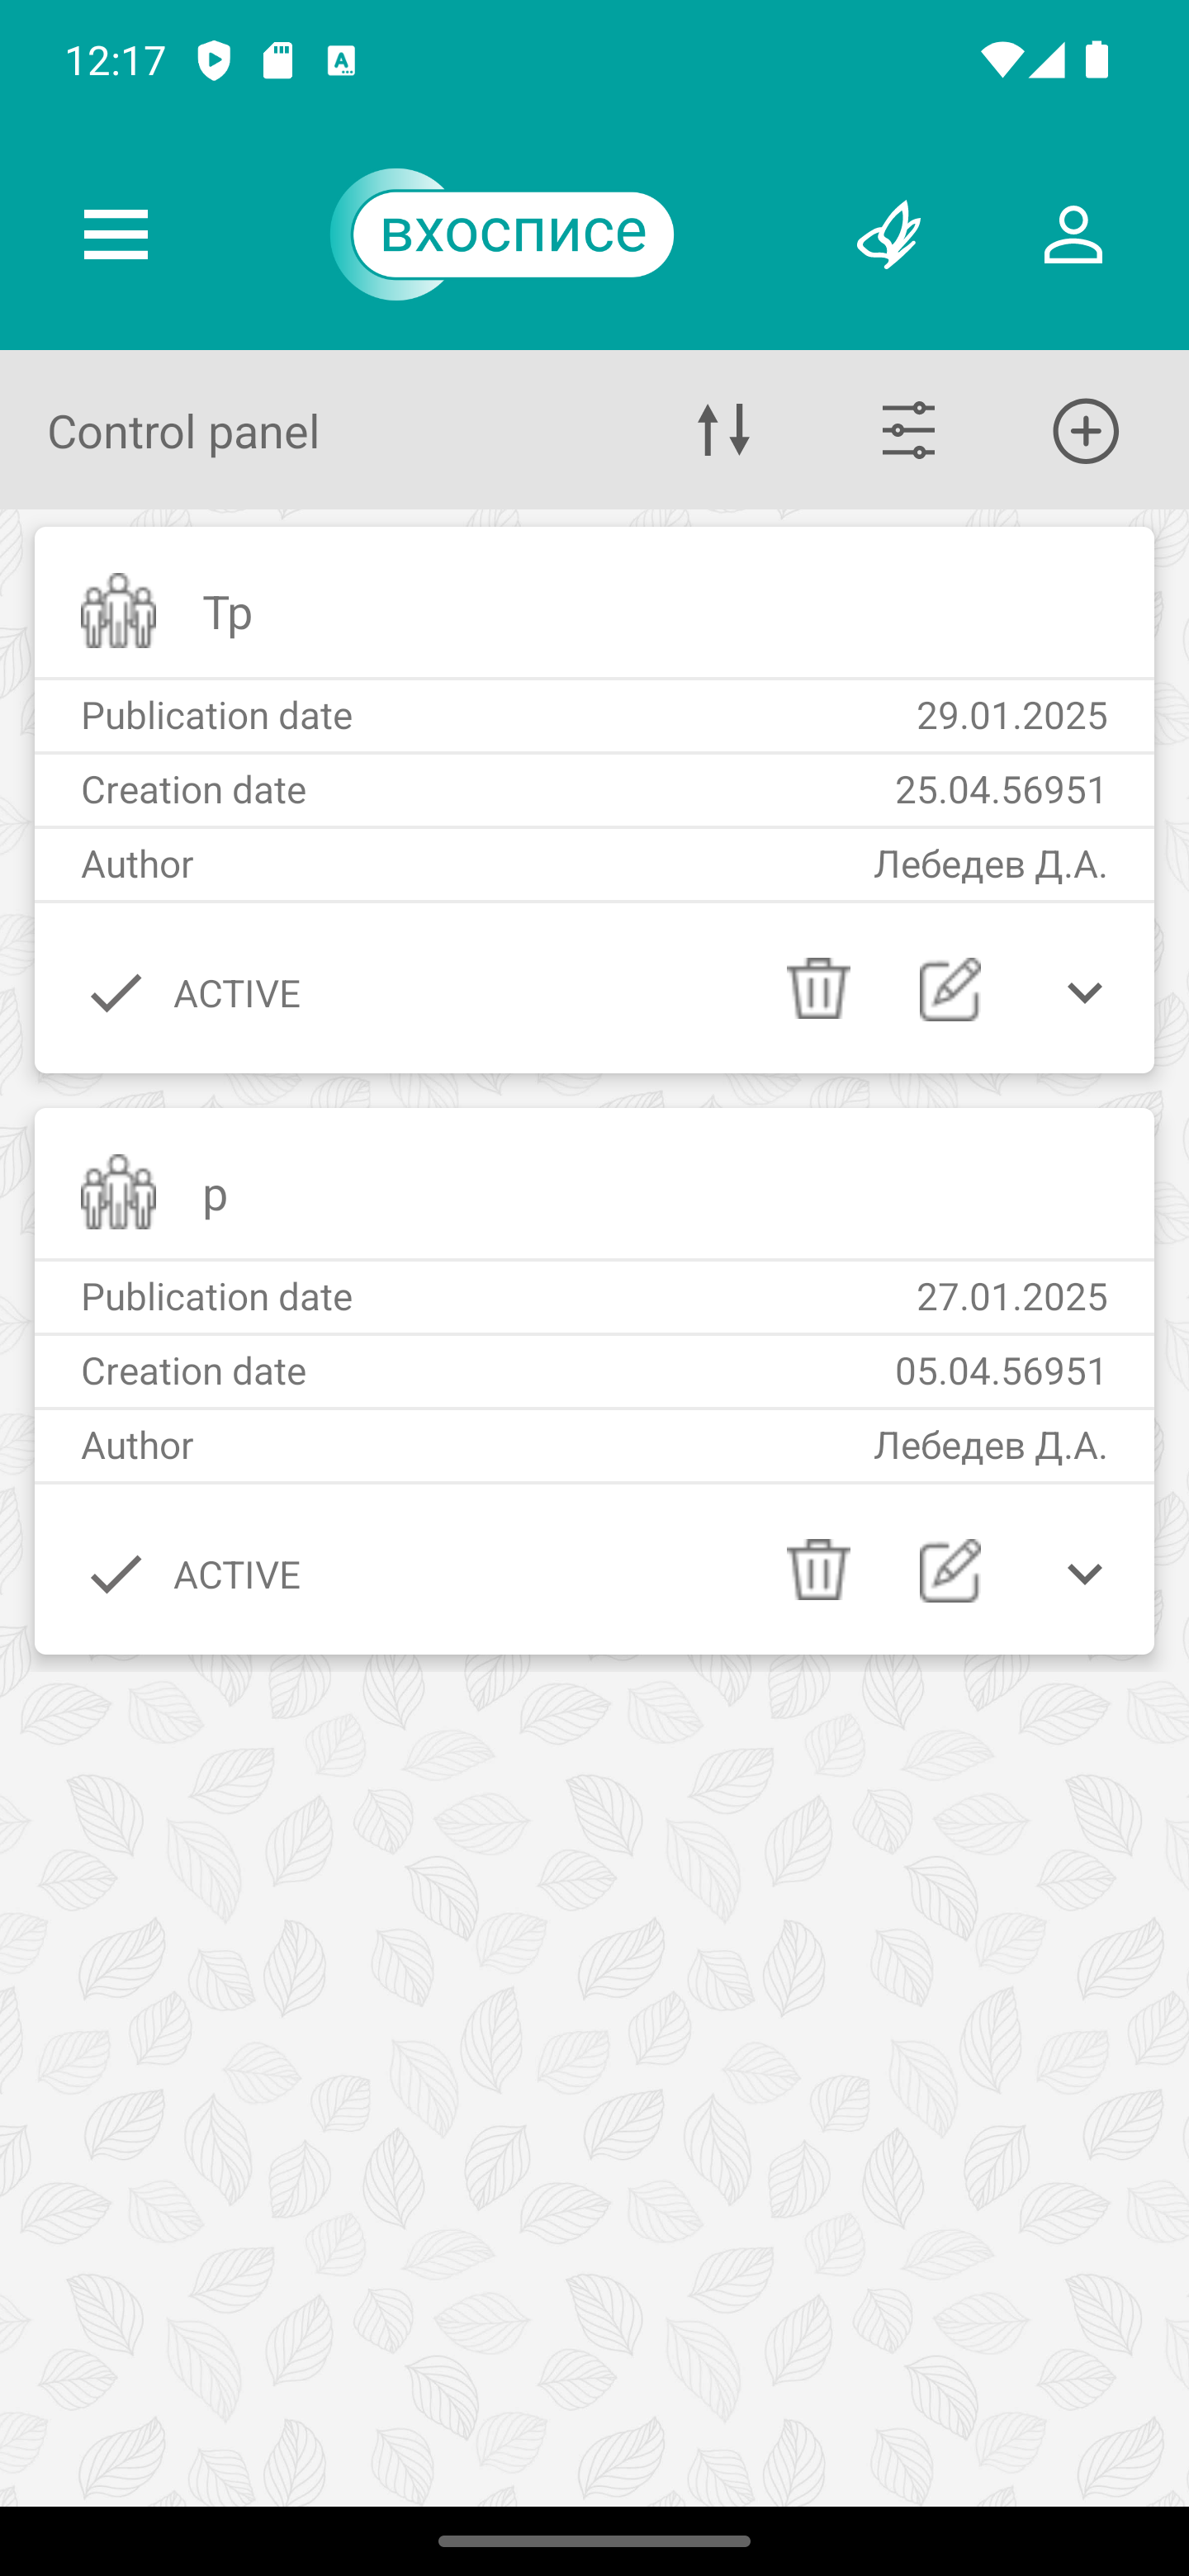 12:17
вхосписе
Control panel
Тр
Publication date 29.01.2025
Creation date 25.04.56951
Author Лебедев Д.А.
ACTIVE
р
Publication date 27.01.2025
Creation date 05.04.56951
Author Лебедев Д.А.
ACTIVE